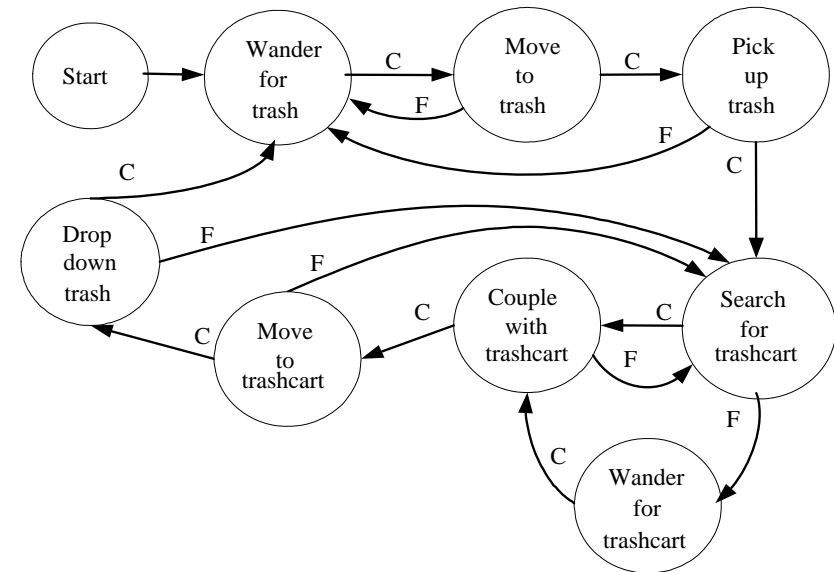 Start
Wander
for
trash
C
F
Move
to
trash
C
Pick
up
trash
F
C
C
Drop
down
trash
F
F
C
Move
to
trashcart
C
Couple
with
trashcart
C
F
Search
for
trashcart
F
C
Wander
for
trashcart